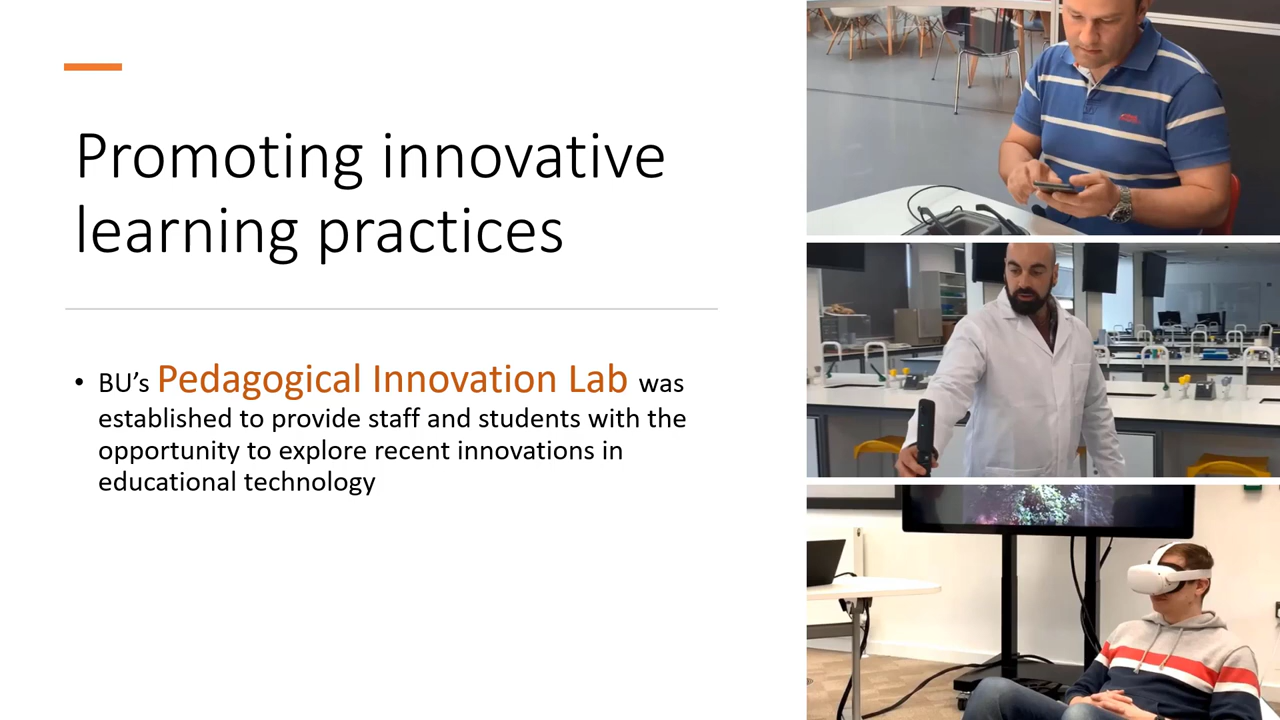 Promoting innovative
learning practices
• BU’s Pedagogical Innovation Lab was
established to provide staff and students with the
opportunity to explore recent innovations in
educational technology